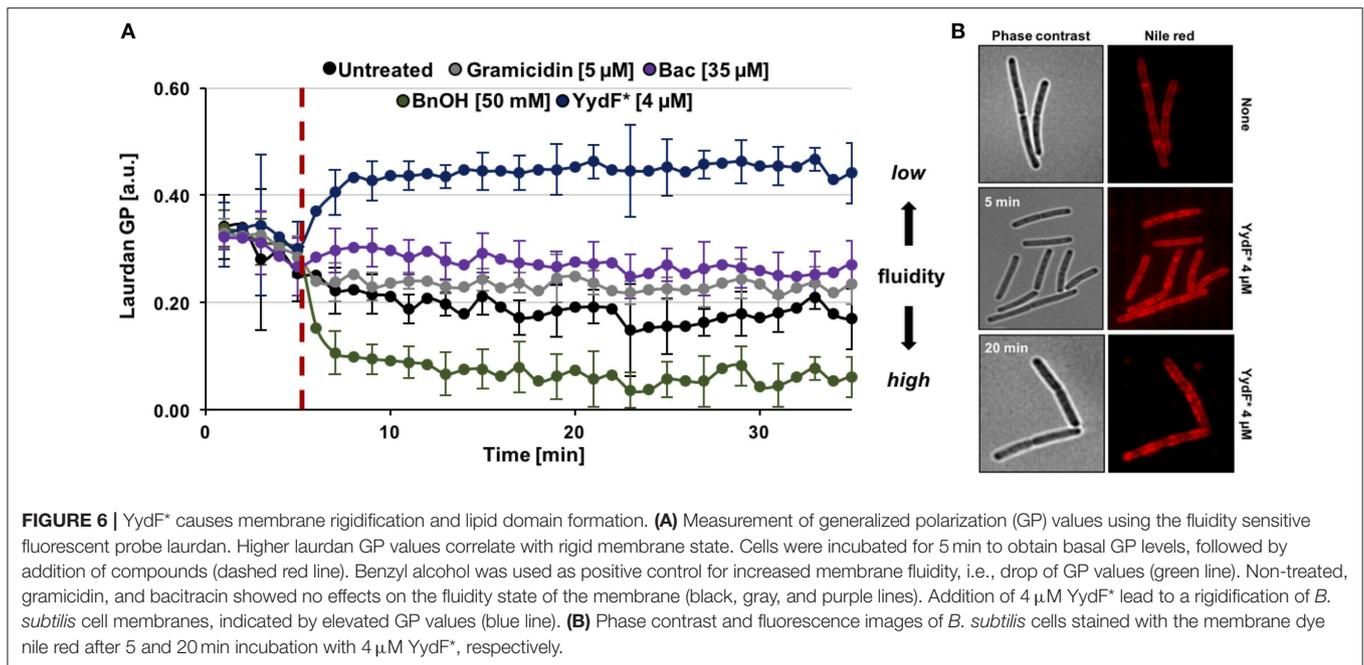 A
Untreated Gramicidin [5 µM] Bac [35 µM]
BnOH [50 mM] YydF* [4 µM]
0.60
0.40
0.20
0.00
Laurdan GP [a.u.]
0 10 20 30
Time [min]
low
fluidity
high
B
Phase contrast Nile red
None
5 min
YydF* 4 µM
20 min
YydF* 4 µM
FIGURE 6 | YydF* causes membrane rigidification and lipid domain formation. (A) Measurement of generalized polarization (GP) values using the fluidity sensitive
fluorescent probe laurdan. Higher laurdan GP values correlate with rigid membrane state. Cells were incubated for 5 min to obtain basal GP levels, followed by
addition of compounds (dashed red line). Benzyl alcohol was used as positive control for increased membrane fluidity, i.e., drop of GP values (green line). Non-treated,
gramicidin, and bacitracin showed no effects on the fluidity state of the membrane (black, gray, and purple lines). Addition of 4 µM YydF* lead to a rigidification of B.
subtilis cell membranes, indicated by elevated GP values (blue line). (B) Phase contrast and fluorescence images of B. subtilis cells stained with the membrane dye
nile red after 5 and 20 min incubation with 4 µM YydF*, respectively.